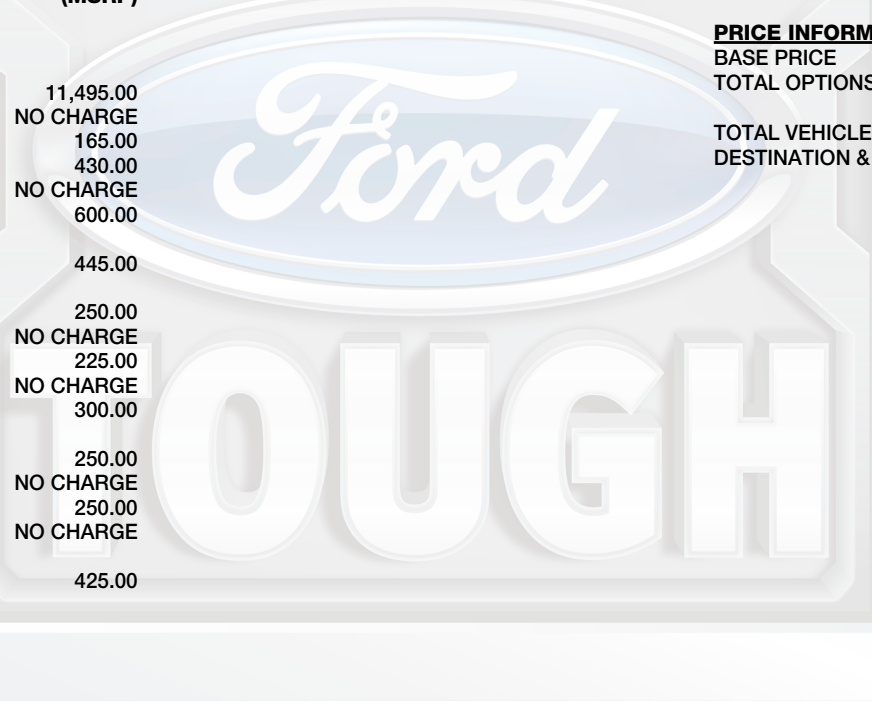 (MSRP)
11,495.00
NO CHARGE
165.00
430.00
NO CHARGE
600.00
445.00
250.00
NO CHARGE
225.00
NO CHARGE
300.00
250.00
NO CHARGE
250.00
NO CHARGE
425.00
PRICE INFORM
BASE PRICE
TOTAL OPTIONS
TOTAL VEHICLE
DESTINATION &
Ford
TOUGH